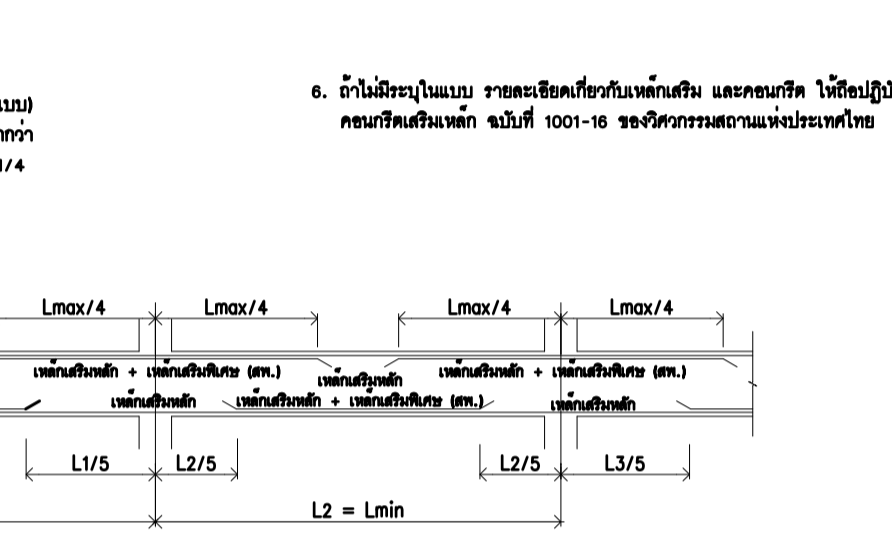 แบบ)
กว่า
1/4
6. ถ้าไม่มีระบุในแบบ รายละเอียดเกี่ยวกับเหล็กเสริม และคอนกรีต ให้ถือปฏิบั
คอนกรีตเสริมเหล็ก ฉบับที่ 1001-16 ของวิศวกรรมสถานแห่งประเทศไทย
Lmax/4 Lmax/4 Lmax/4 Lmax/4
เหล็กเสริมหลัก + เหล็กเสริมพิเศษ (สพ.) เหล็กเสริมหลัก เหล็กเสริมหลัก + เหล็กเสริมพิเศษ (สพ.)
เหล็กเสริมหลัก เหล็กเสริมหลัก + เหล็กเสริมพิเศษ (สพ.) เหล็กเสริมหลัก
L1/5 L2/5 L2/5 L3/5
L2 = Lmin